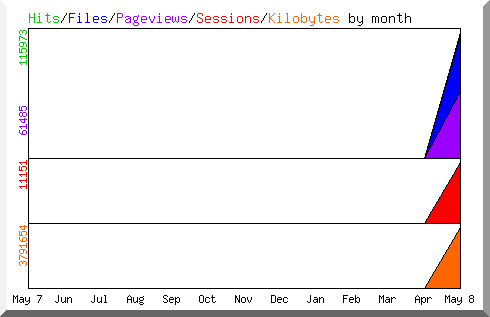 Hits/Files/Pageviews/Sessions/Kilobytes by month
115973
61485
11151
3791654
May 7 Jun Jul Aug Sep Oct Nov Dec Jan Feb Mar Apr May 8